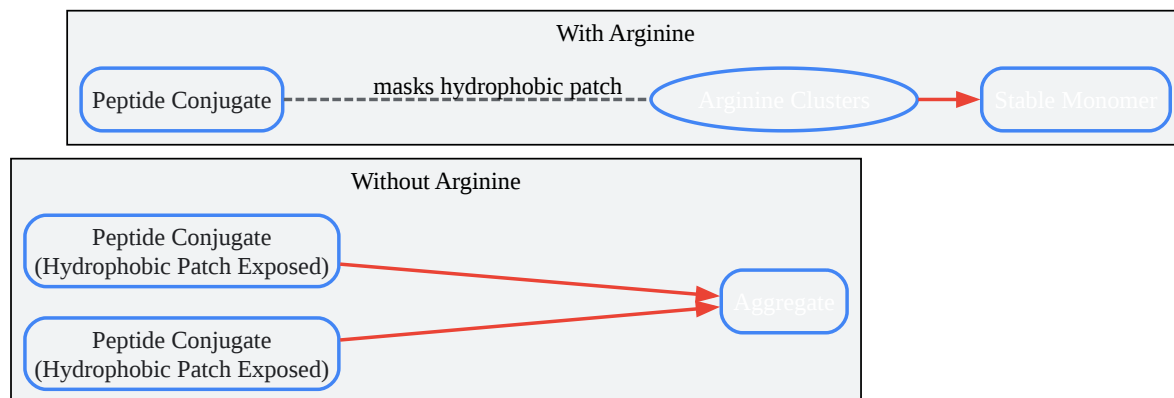 With Arginine
Peptide Conjugate
masks hydrophobic patch
Arginine Clusters
Stable Monomer
Without Arginine
Peptide Conjugate
(Hydrophobic Patch Exposed)
Aggregate
Peptide Conjugate
(Hydrophobic Patch Exposed)